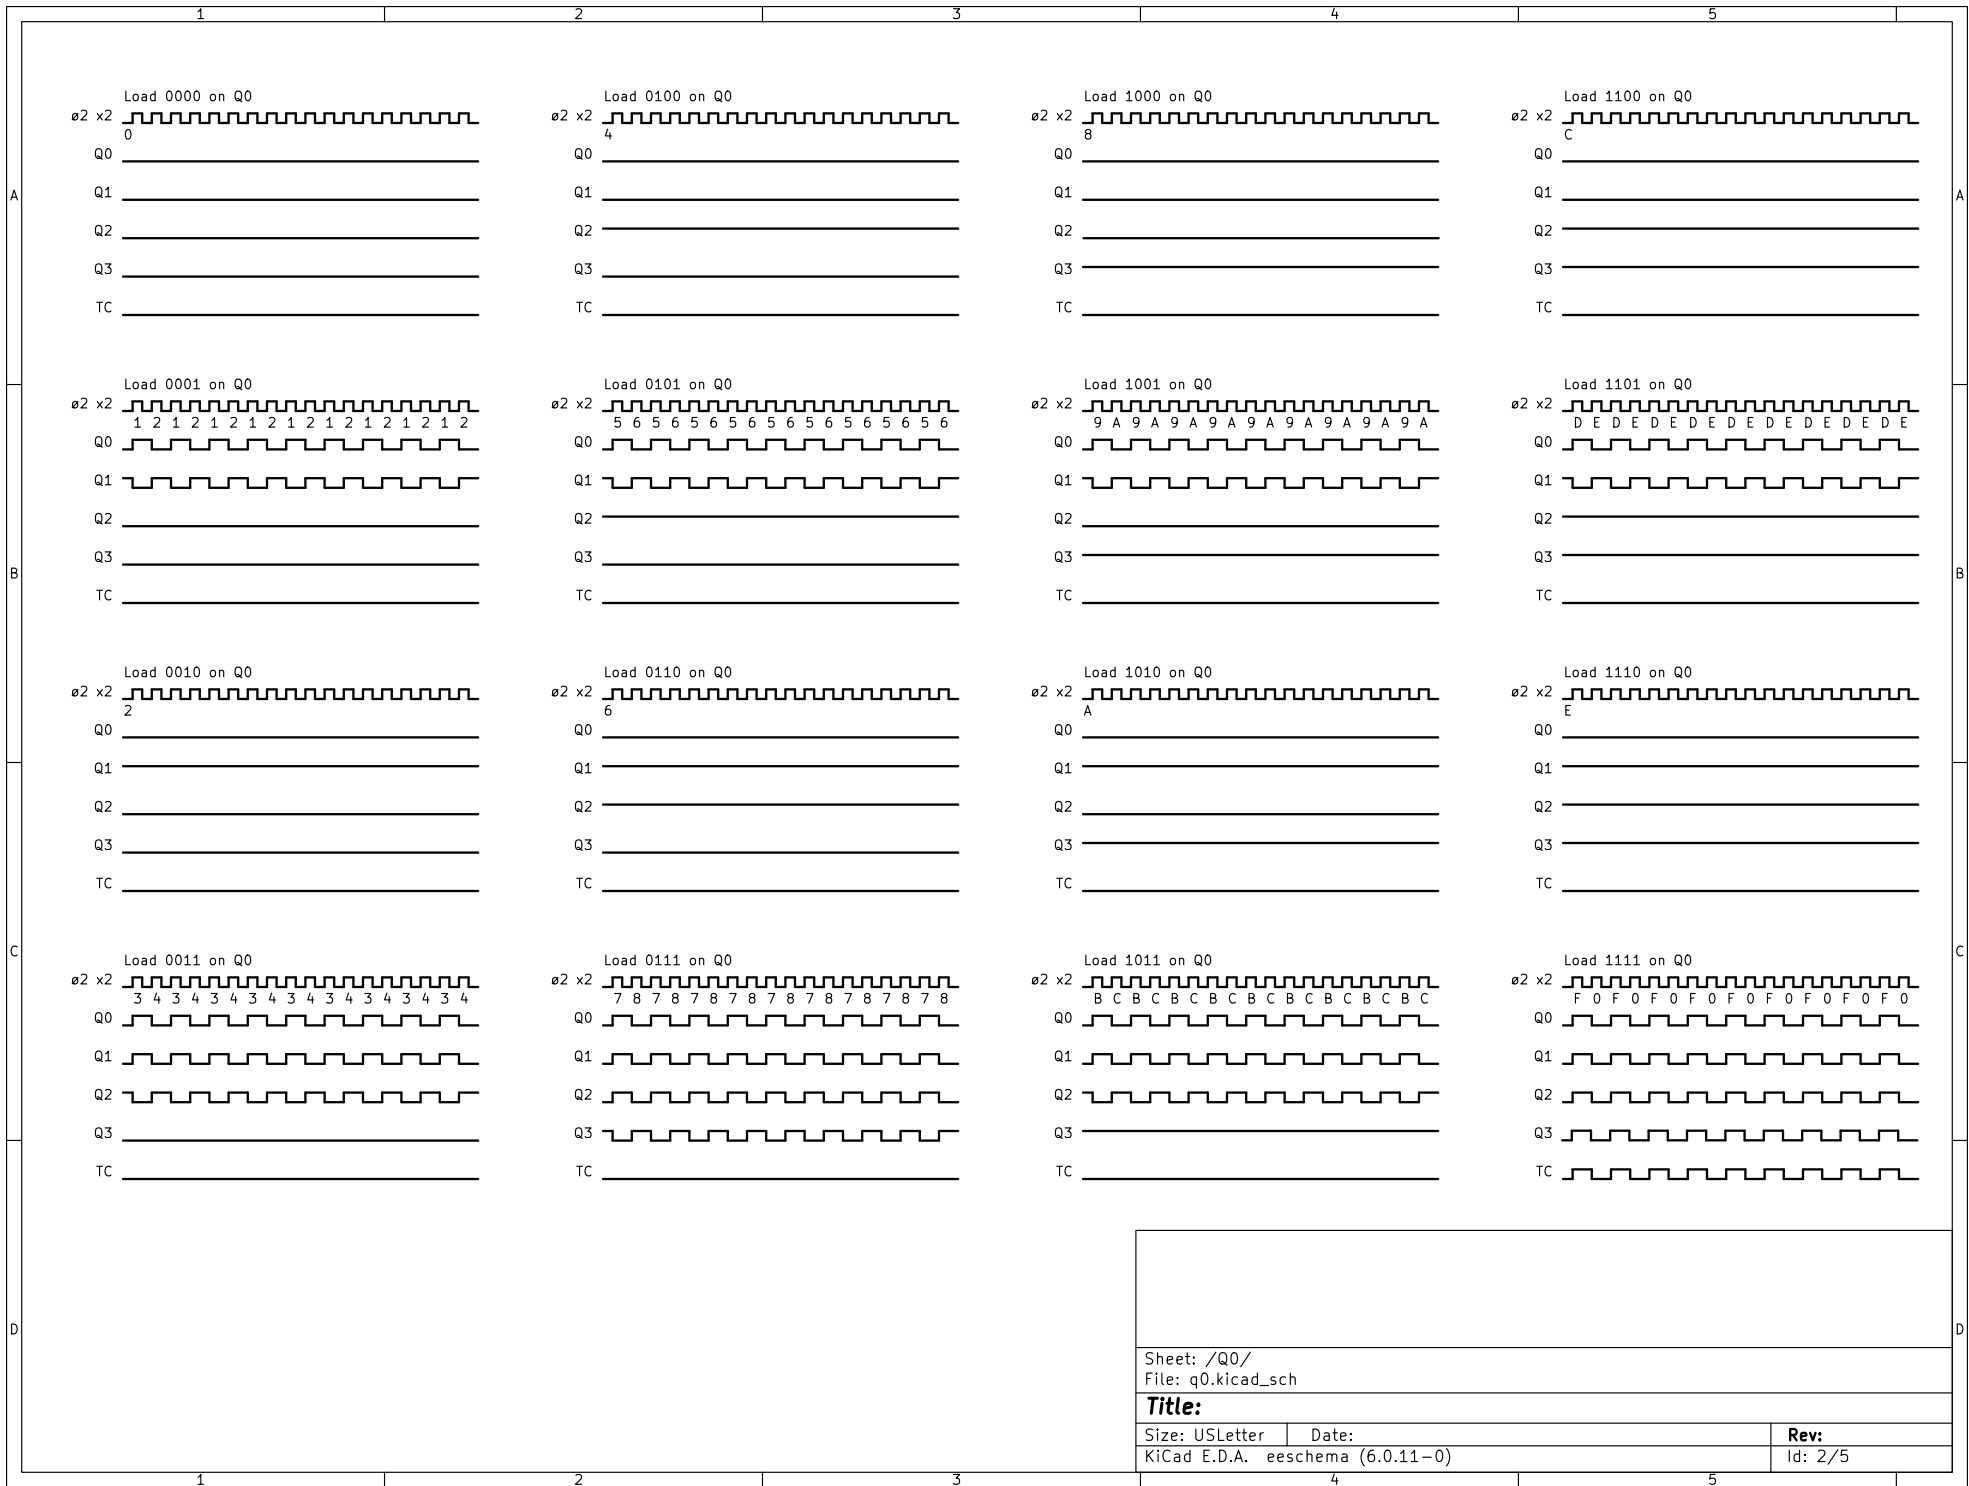 1 2 3 4 5
Load 0000 on Q0 Load 0100 on Q0 Load 1000 on Q0 Load 1100 on Q0
ø2 x2 ø2 x2 ø2 x2 ø2 x2
0 4 8 C
Q0 Q0 Q0 Q0
A Q1 Q1 Q1 Q1 A
Q2 Q2 Q2 Q2
Q3 Q3 Q3 Q3
TC TC TC TC
Load 0001 on Q0 Load 0101 on Q0 Load 1001 on Q0 Load 1101 on Q0
ø2 x2 ø2 x2 ø2 x2 ø2 x2
1 2 1 2 1 2 1 2 1 2 1 2 1 2 1 2 1 2 5 6 5 6 5 6 5 6 5 6 5 6 5 6 5 6 5 6 9 A 9 A 9 A 9 A 9 A 9 A 9 A 9 A 9 A D E D E D E D E D E D E D E D E D E
Q0 Q0 Q0 Q0
Q1 Q1 Q1 Q1
Q2 Q2 Q2 Q2
Q3 Q3 Q3 Q3
B B
TC TC TC TC
Load 0010 on Q0 Load 0110 on Q0 Load 1010 on Q0 Load 1110 on Q0
ø2 x2 ø2 x2 ø2 x2 ø2 x2
2 6 A E
Q0 Q0 Q0 Q0
Q1 Q1 Q1 Q1
Q2 Q2 Q2 Q2
Q3 Q3 Q3 Q3
TC TC TC TC
C C
Load 0011 on Q0 Load 0111 on Q0 Load 1011 on Q0 Load 1111 on Q0
ø2 x2 ø2 x2 ø2 x2 ø2 x2
3 4 3 4 3 4 3 4 3 4 3 4 3 4 3 4 3 4 7 8 7 8 7 8 7 8 7 8 7 8 7 8 7 8 7 8 B C B C B C B C B C B C B C B C B C F 0 F 0 F 0 F 0 F 0 F 0 F 0 F 0 F 0
Q0 Q0 Q0 Q0
Q1 Q1 Q1 Q1
Q2 Q2 Q2 Q2
Q3 Q3 Q3 Q3
TC TC TC TC
D D
Sheet: /Q0/
File: q0.kicad_sch
Title:
Size: USLetter Date: Rev:
KiCad E.D.A. eeschema (6.0.11-0) Id: 2/5
1 2 3 4 5